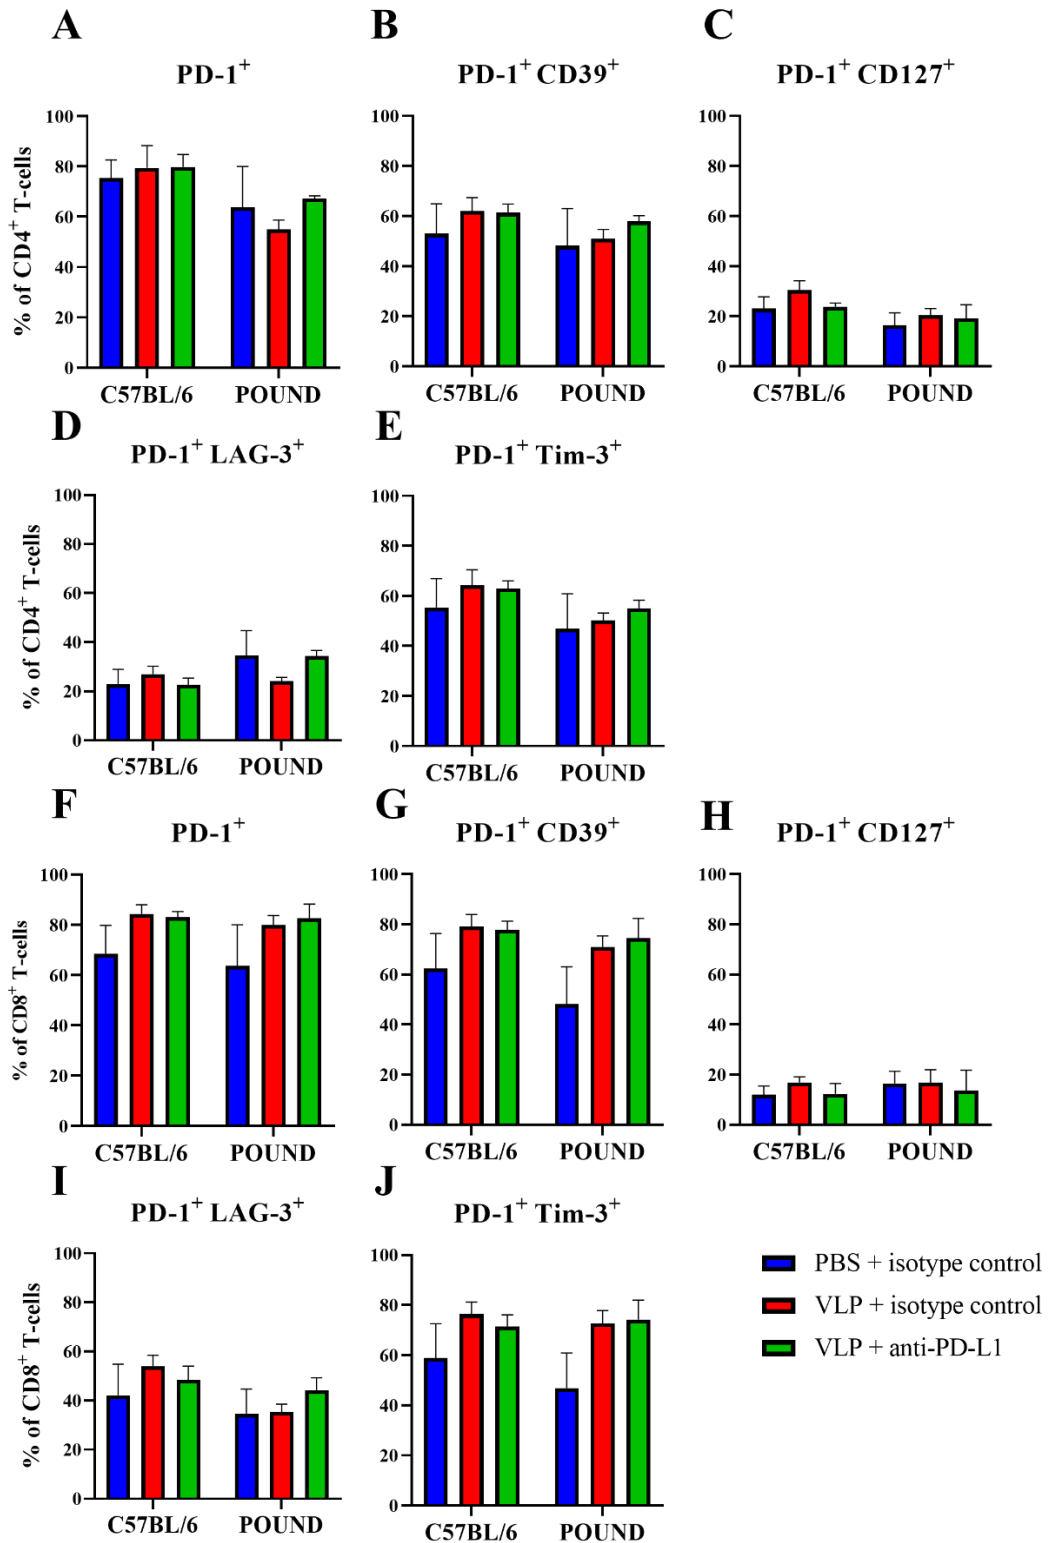 A
PD-1+
% of CD4+ T-cells
100
80
60
40
20
0
C57BL/6 POUND
B
PD-1+ CD39+
100
80
60
40
20
0
C57BL/6 POUND
C
PD-1+ CD127+
100
80
60
40
20
0
C57BL/6 POUND
D
PD-1+ LAG-3+
% of CD4+ T-cells
100
80
60
40
20
0
C57BL/6 POUND
E
PD-1+ Tim-3+
100
80
60
40
20
0
C57BL/6 POUND
F
PD-1+
% of CD8+ T-cells
100
80
60
40
20
0
C57BL/6 POUND
G
PD-1+ CD39+
100
80
60
40
20
0
C57BL/6 POUND
H
PD-1+ CD127+
100
80
60
40
20
0
C57BL/6 POUND
I
PD-1+ LAG-3+
% of CD8+ T-cells
100
80
60
40
20
0
C57BL/6 POUND
J
PD-1+ Tim-3+
100
80
60
40
20
0
C57BL/6 POUND
PBS + isotype control
VLP + isotype control
VLP + anti-PD-L1